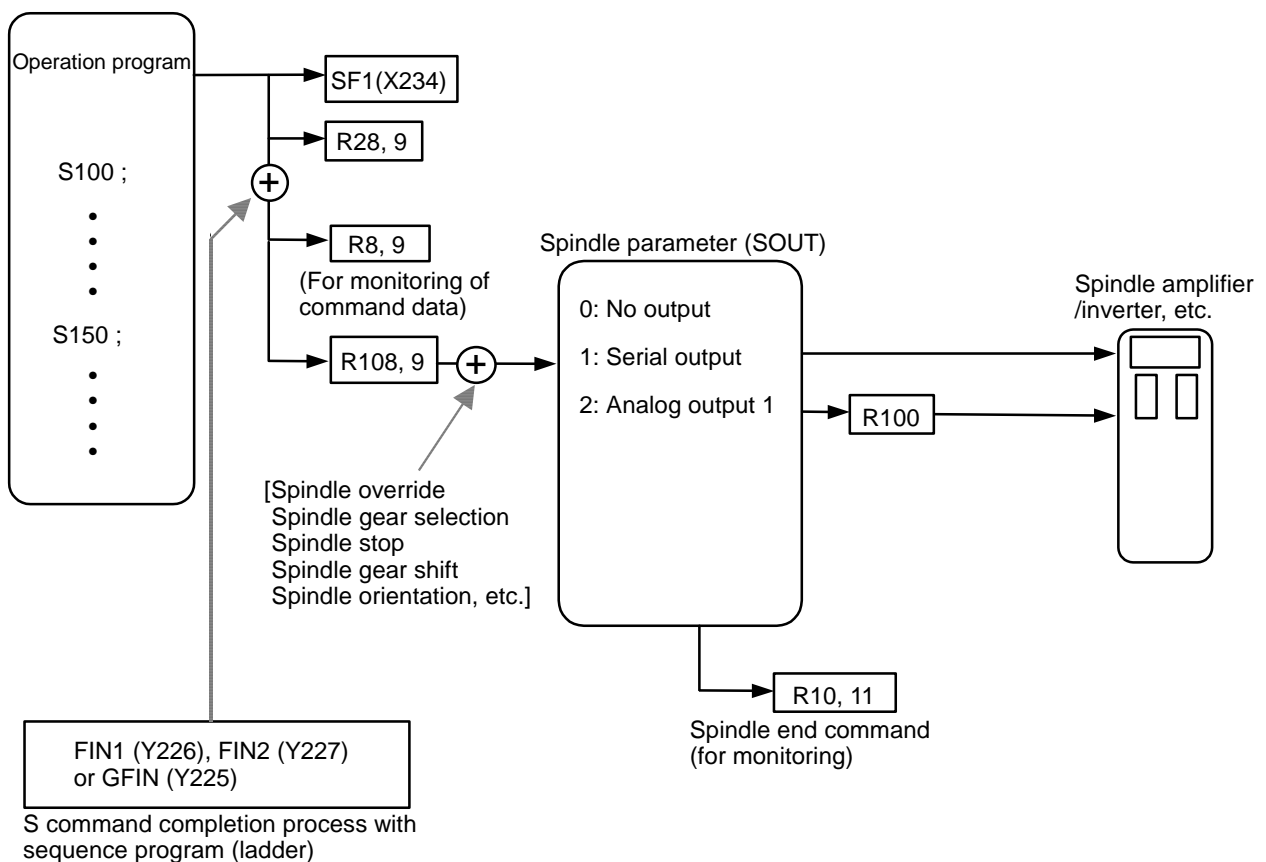 Operation program
S100 ;
S150 ;
SF1(X234)
R28, 9
R8, 9
(For monitoring of
command data)
R108, 9
[Spindle override
Spindle gear selection
Spindle stop
Spindle gear shift
Spindle orientation, etc.]
Spindle parameter (SOUT)
0: No output
1: Serial output
2: Analog output 1
R100
Spindle amplifier
/inverter, etc.
R10, 11
Spindle end command
(for monitoring)
FIN1 (Y226), FIN2 (Y227)
or GFIN (Y225)
S command completion process with
sequence program (ladder)